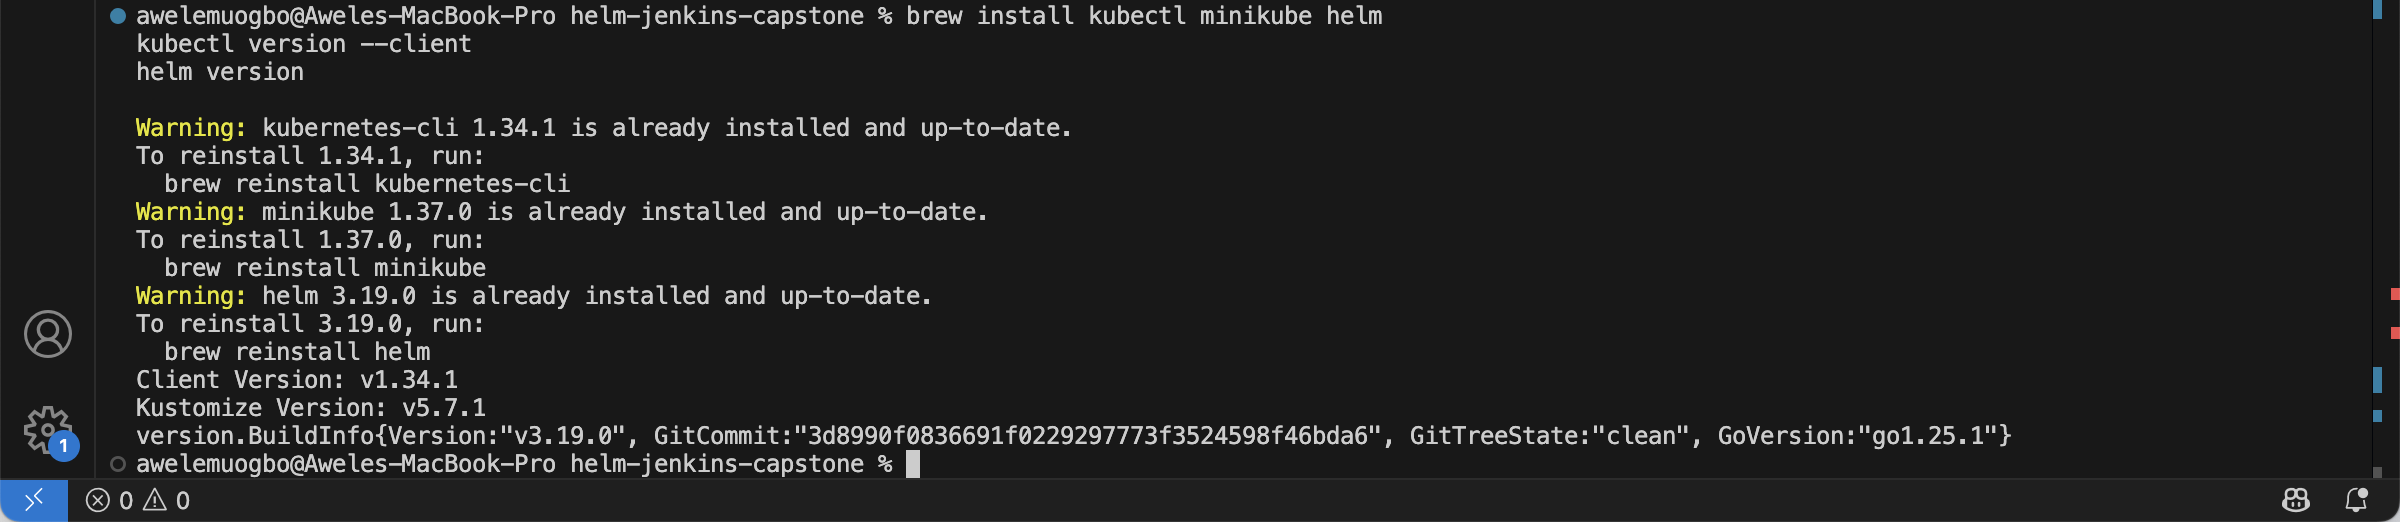 awelemuogbo@Aweles-MacBook-Pro helm-jenkins-capstone % brew install kubectl minikube helm
kubectl version --client
helm version
Warning: kubernetes-cli 1.34.1 is already installed and up-to-date.
To reinstall 1.34.1, run:
  brew reinstall kubernetes-cli
Warning: minikube 1.37.0 is already installed and up-to-date.
To reinstall 1.37.0, run:
  brew reinstall minikube
Warning: helm 3.19.0 is already installed and up-to-date.
To reinstall 3.19.0, run:
  brew reinstall helm
Client Version: v1.34.1
Kustomize Version: v5.7.1
version.BuildInfo{Version:"v3.19.0", GitCommit:"3d8990f0836691f0229297773f3524598f46bda6", GitTreeState:"clean", GoVersion:"go1.25.1"}
awelemuogbo@Aweles-MacBook-Pro helm-jenkins-capstone %
1
0 0